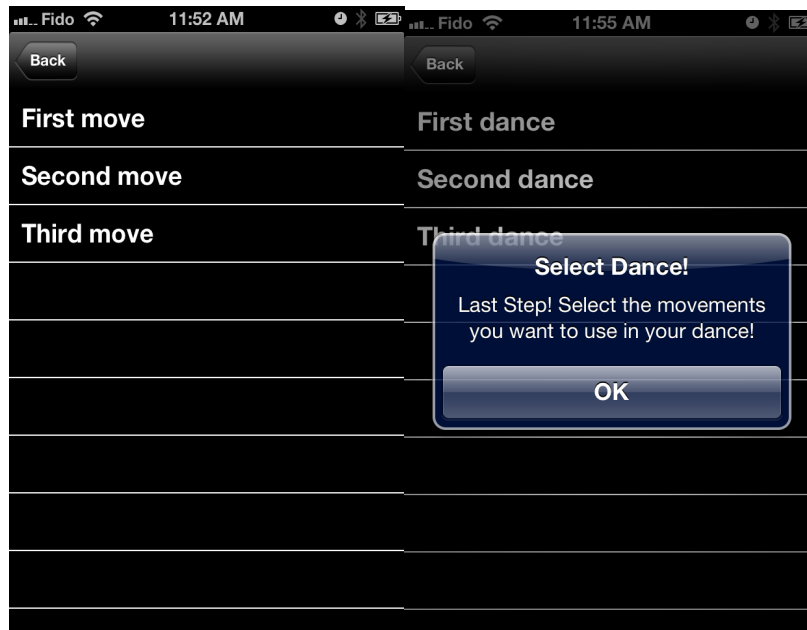 Fido 11:52 AM
Back
First move
Second move
Third move
Fido 11:55 AM
Back
First dance
Second dance
Third dance
Select Dance!
Last Step! Select the movements
you want to use in your dance!
OK